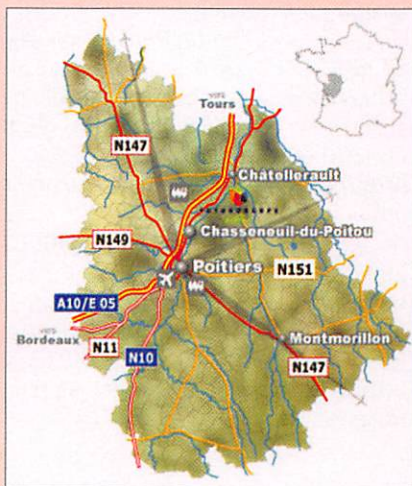 vers
Tours
N147
Châtellerault
Chasseneuil-du-Poitou
N149
Poitiers
N151
A10/E 05
vers
Bordeaux
N11
N10
Montmorillon
N147